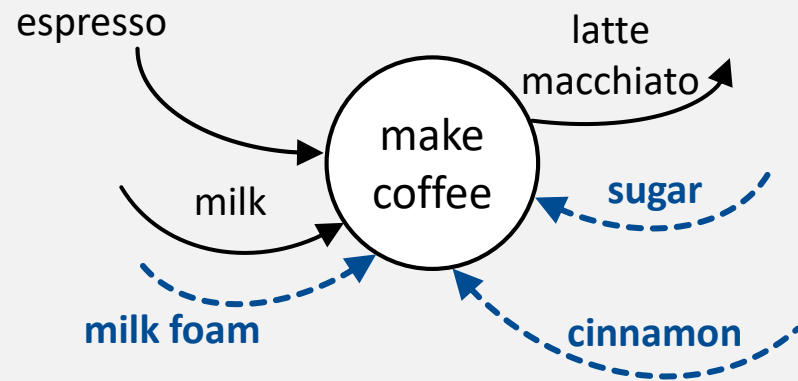 espresso
latte
macchiato
make
coffee
milk
sugar
milk foam
cinnamon